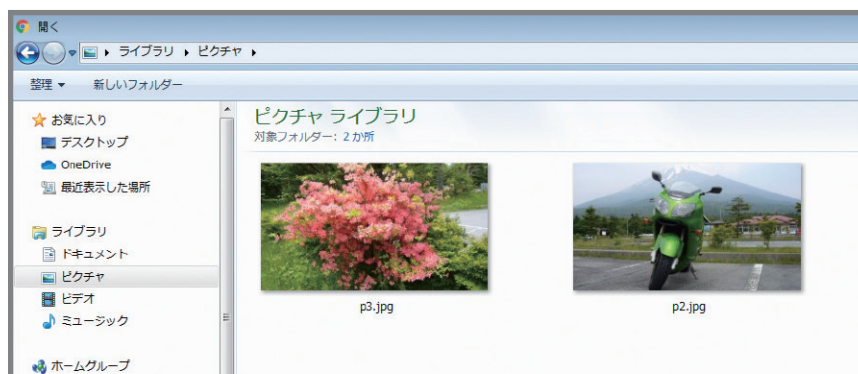 開く
ライブラリ ピクチャ
整理 新しいフォルダー
お気に入り
デスクトップ
OneDrive
最近表示した場所
ライブラリ
ドキュメント
ピクチャ
ビデオ
ミュージック
ホームグループ
ピクチャ ライブラリ
対象フォルダー: 2 か所
p3.jpg
p2.jpg